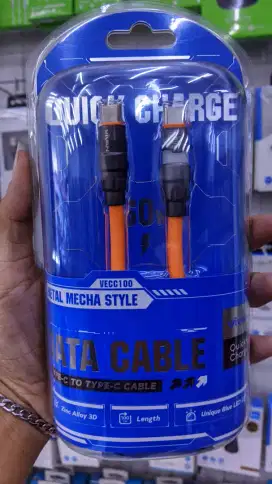 QUICK CHARGE
60W
VECC100
METAL MECHA STYLE
DATA CABLE
TYPE-C TO TYPE-C CABLE
Zinc Alloy 3D
Length
Unique Blue LED